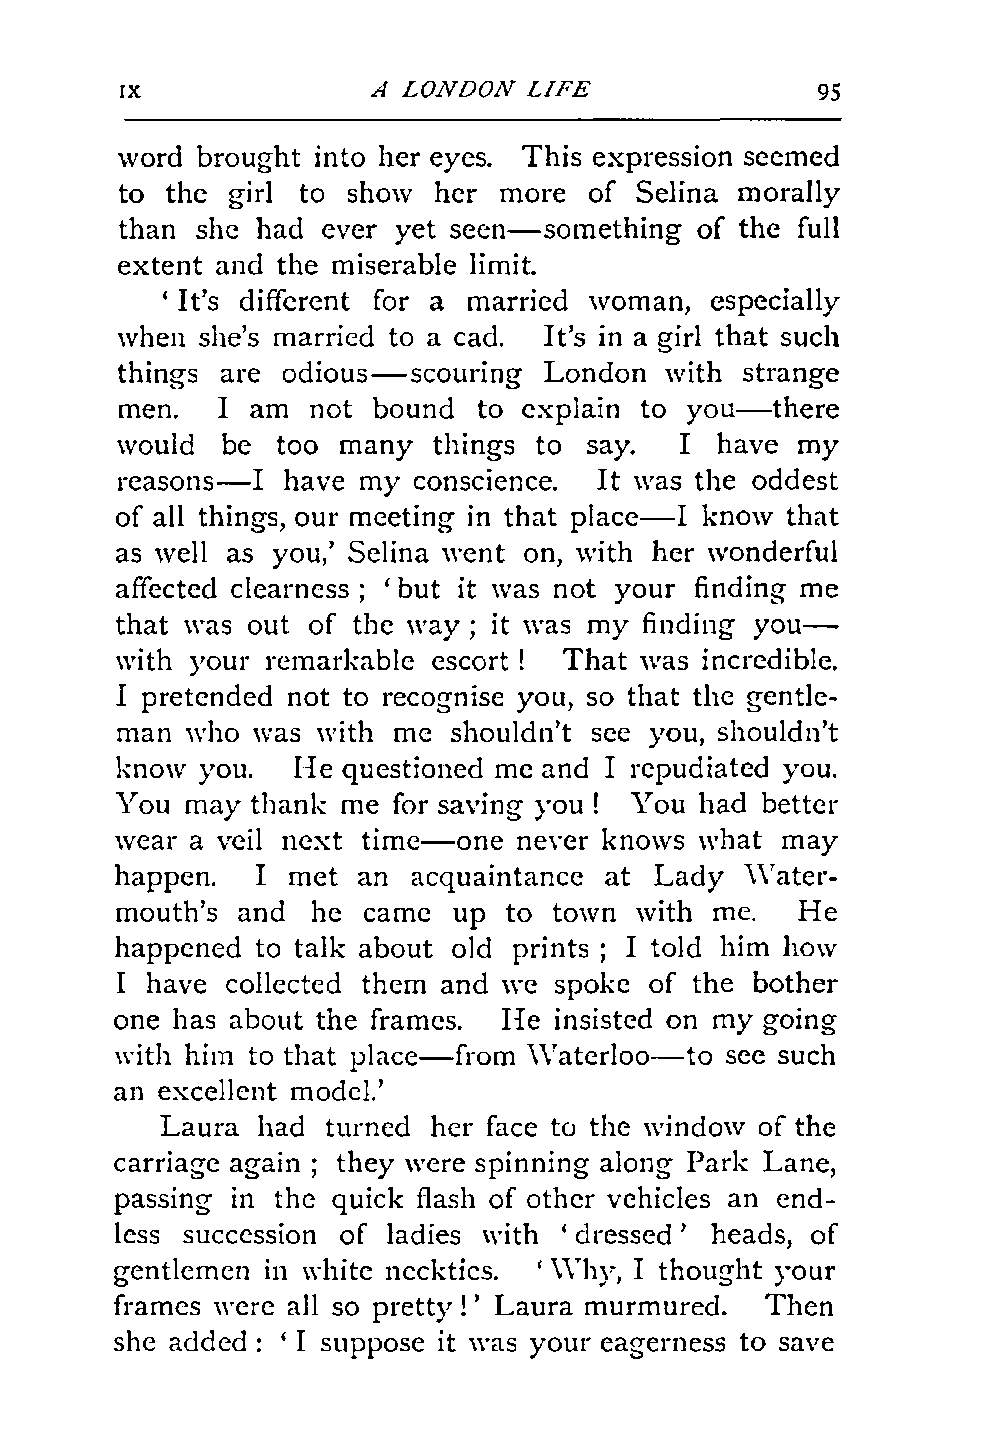 IX A LONDON LIFE 95
word brought into her eyes. This expression seemed
to the girl to show her more of Selina morally
than she had ever yet seen—something of the full
extent and the miserable limit.
‘ It’s different for a married woman, especially
when she’s married to a cad. It’s in a girl that such
things are odious—scouring London with strange
men. I am not bound to explain to you—there
would be too many things to say. I have my
reasons—I have my conscience. It was the oddest
of all things, our meeting in that place—I know that
as well as you,’ Selina went on, with her wonderful
affected clearness ; ‘ but it was not your finding me
that was out of the way ; it was my finding you—
with your remarkable escort ! That was incredible.
I pretended not to recognise you, so that the gentle-
man who was with me shouldn’t see you, shouldn’t
know you. He questioned me and I repudiated you.
You may thank me for saving you ! You had better
wear a veil next time—one never knows what may
happen. I met an acquaintance at Lady Water-
mouth’s and he came up to town with me. He
happened to talk about old prints ; I told him how
I have collected them and we spoke of the bother
one has about the frames. He insisted on my going
with him to that place—from Waterloo—to see such
an excellent model.’
Laura had turned her face to the window of the
carriage again ; they were spinning along Park Lane,
passing in the quick flash of other vehicles an end-
less succession of ladies with ‘ dressed ’ heads, of
gentlemen in white neckties. ‘ Why, I thought your
frames were all so pretty ! ’ Laura murmured. Then
she added : ‘ I suppose it was your eagerness to save